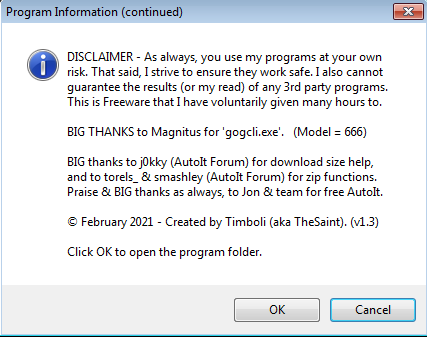 Program Information (continued)
DISCLAIMER - As always, you use my programs at your own
risk. That said, I strive to ensure they work safe. I also cannot
guarantee the results (or my read) of any 3rd party programs.
This is Freeware that I have voluntarily given many hours to.
BIG THANKS to Magnitus for 'gogcli.exe'. (Model = 666)
BIG thanks to j0kky (AutoIt Forum) for download size help,
and to torels_ & smashley (AutoIt Forum) for zip functions.
Praise & BIG thanks as always, to Jon & team for free AutoIt.
© February 2021 - Created by Timboli (aka TheSaint). (v1.3)
Click OK to open the program folder.
OK
Cancel